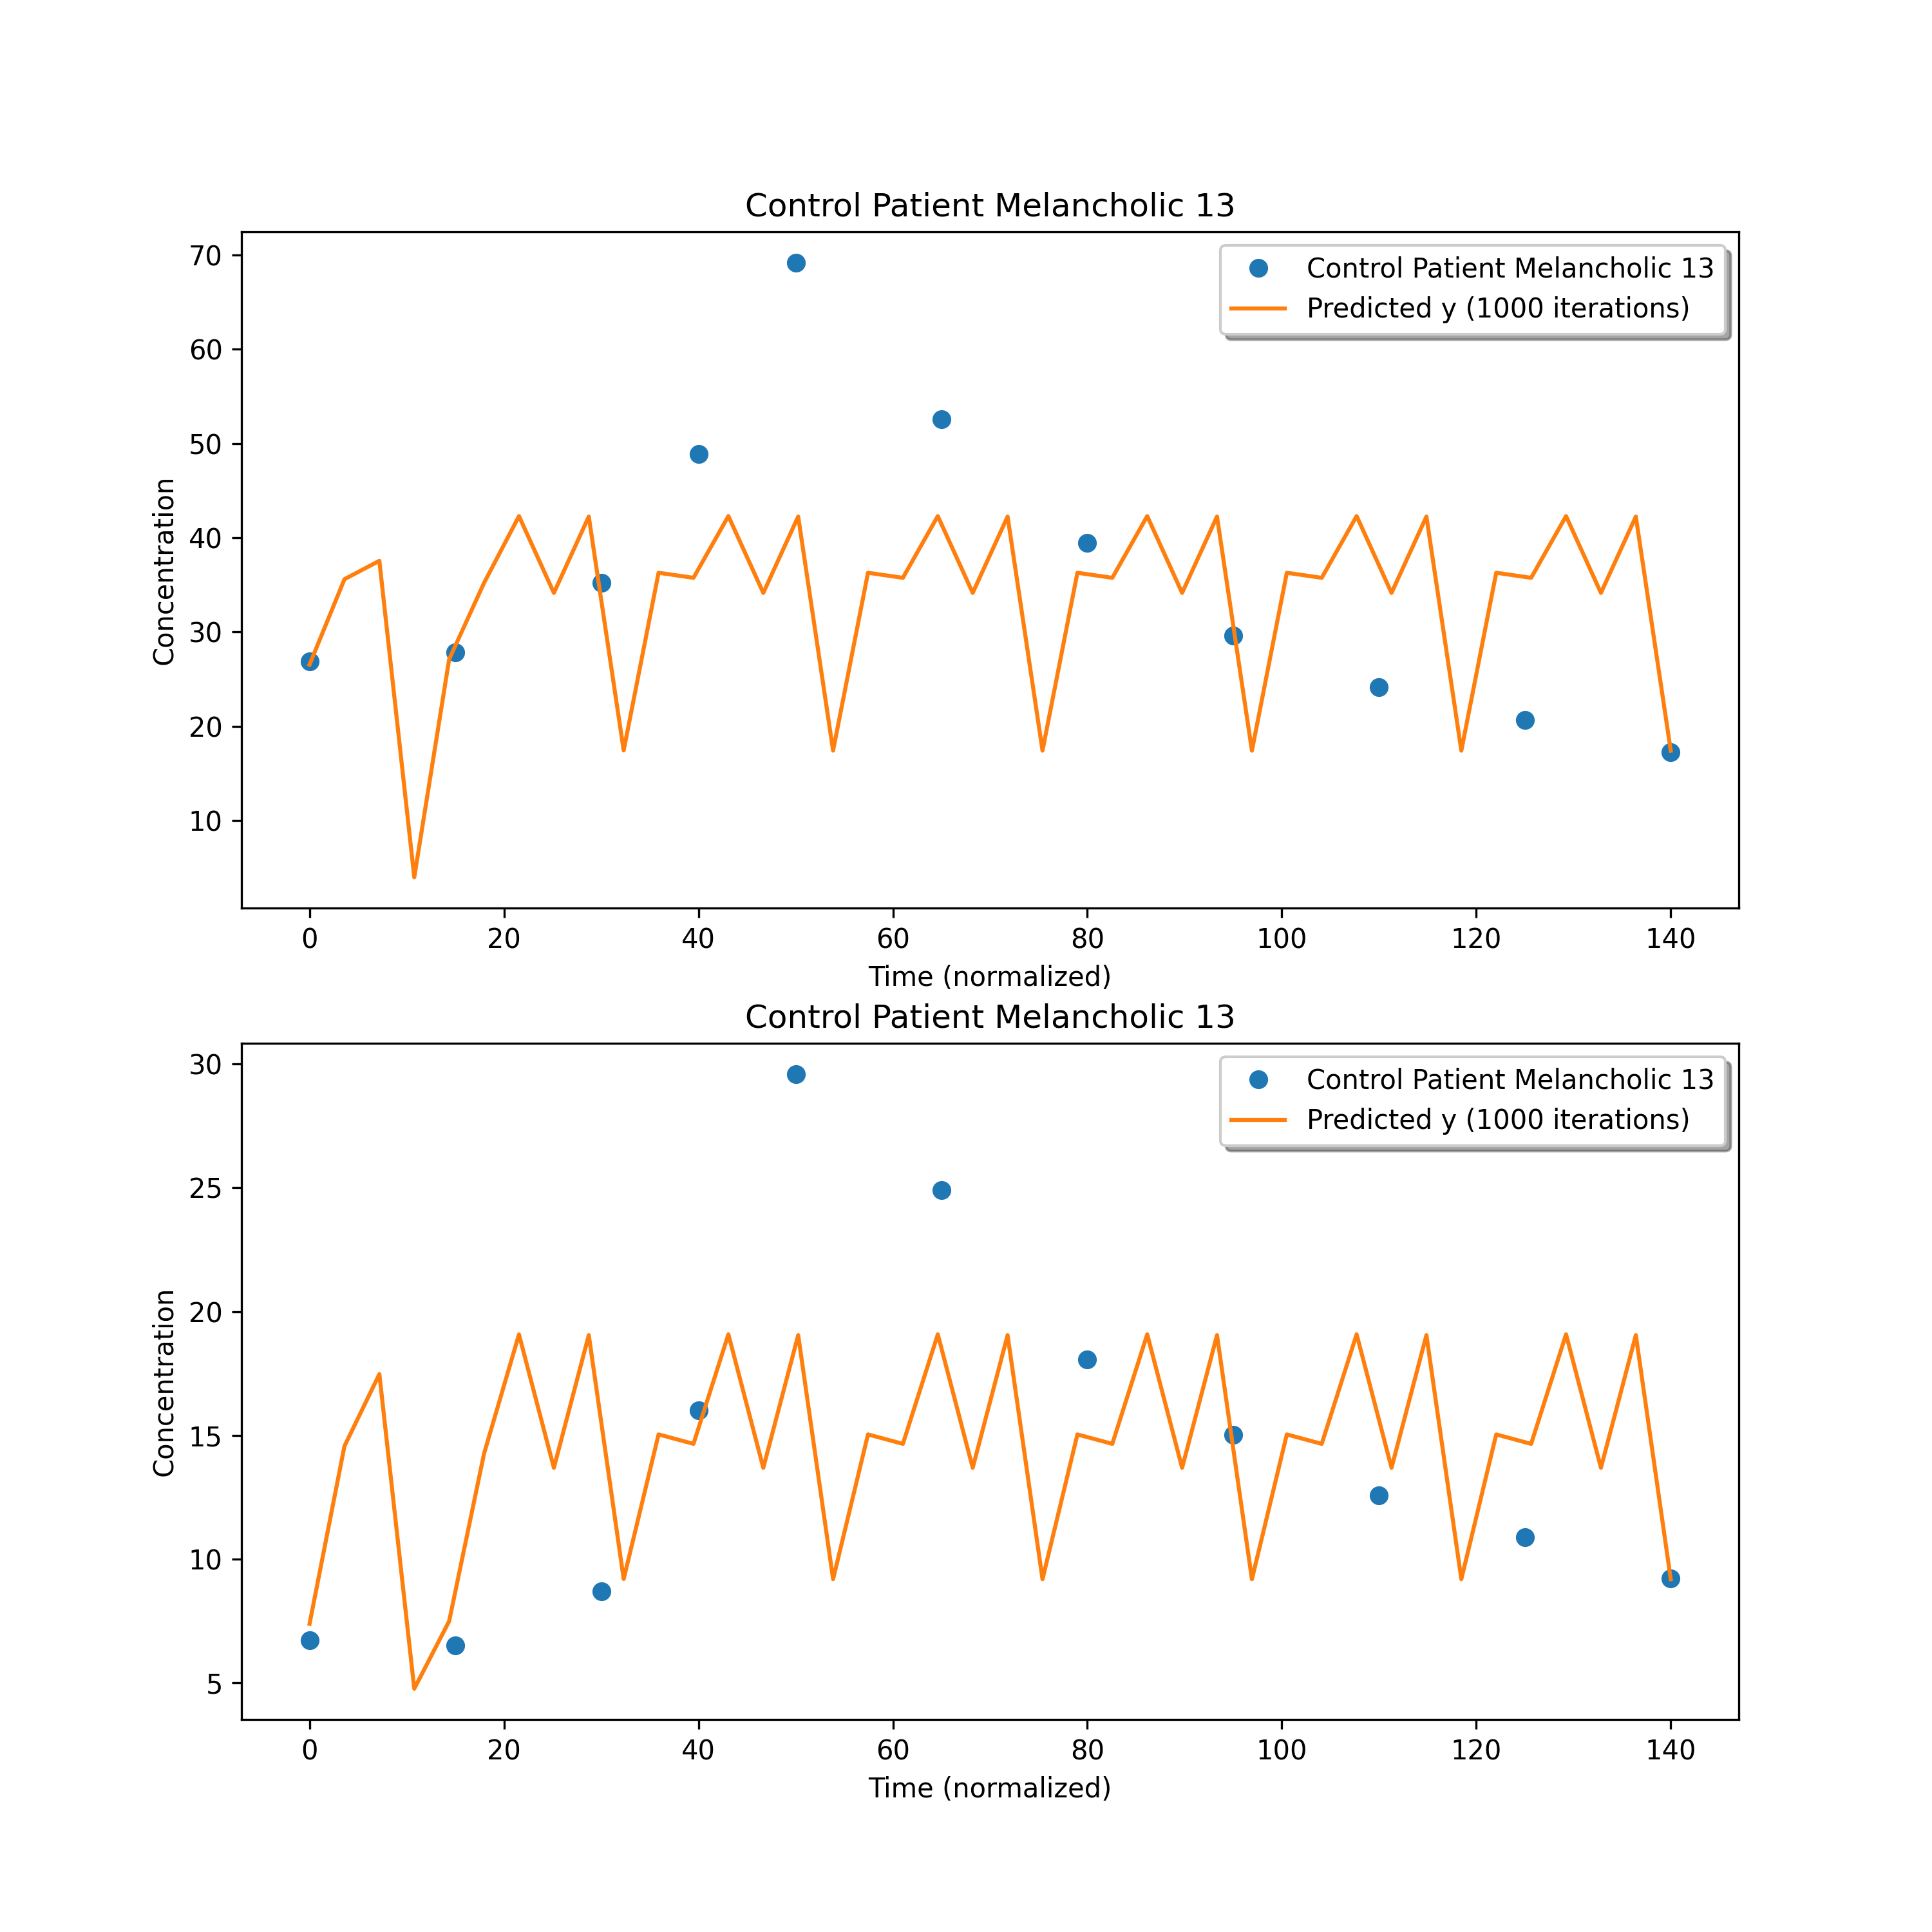 Control Patient Melancholic 13
Control Patient Melancholic 13
Predicted y (1000 iterations)
70
60
50
40
30
20
10
Concentration
0 20 40 60 80 100 120 140
Time (normalized)
Control Patient Melancholic 13
Control Patient Melancholic 13
Predicted y (1000 iterations)
30
25
20
15
10
5
Concentration
0 20 40 60 80 100 120 140
Time (normalized)